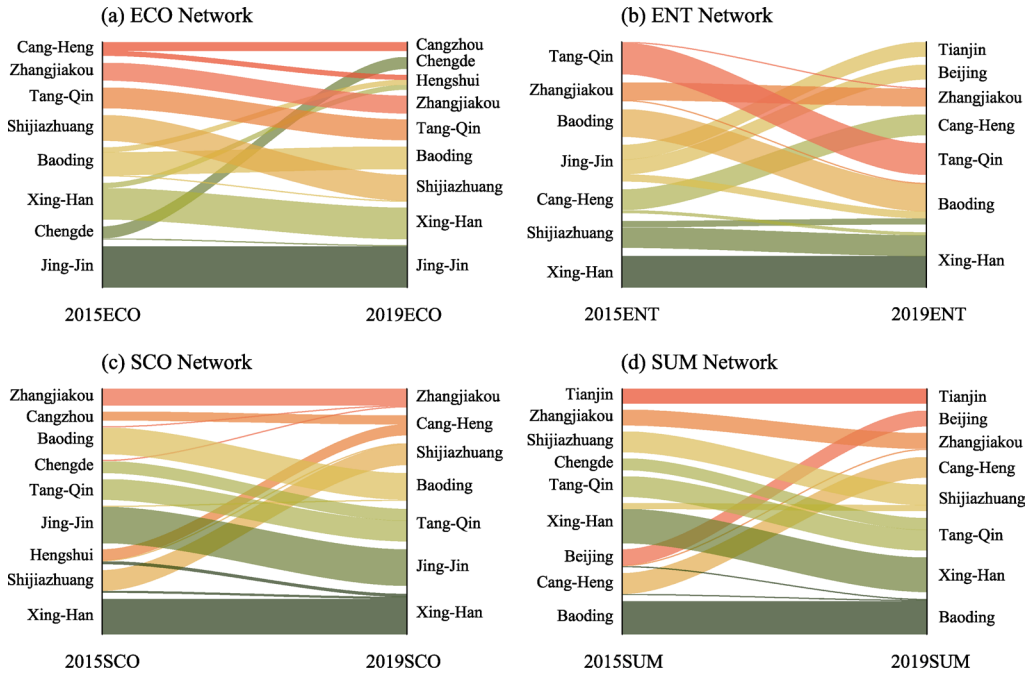 (a) ECO Network
Cang-Heng
Zhangjiakou
Tang-Qin
Shijiazhuang
Baoding
Xing-Han
Chengde
Jing-Jin
Cangzhou
Chengde
Hengshui
Zhangjiakou
Tang-Qin
Baoding
Shijiazhuang
Xing-Han
Jing-Jin
2015ECO
2019ECO
(b) ENT Network
Tang-Qin
Zhangjiakou
Baoding
Jing-Jin
Cang-Heng
Shijiazhuang
Xing-Han
Tianjin
Beijing
Zhangjiakou
Cang-Heng
Tang-Qin
Baoding
Xing-Han
2015ENT
2019ENT
(c) SCO Network
Zhangjiakou
Cangzhou
Baoding
Chengde
Tang-Qin
Jing-Jin
Hengshui
Shijiazhuang
Xing-Han
Zhangjiakou
Cang-Heng
Shijiazhuang
Baoding
Tang-Qin
Jing-Jin
Xing-Han
2015SCO
2019SCO
(d) SUM Network
Tianjin
Zhangjiakou
Shijiazhuang
Chengde
Tang-Qin
Xing-Han
Beijing
Cang-Heng
Baoding
Tianjin
Beijing
Zhangjiakou
Cang-Heng
Shijiazhuang
Tang-Qin
Xing-Han
Baoding
2015SUM
2019SUM